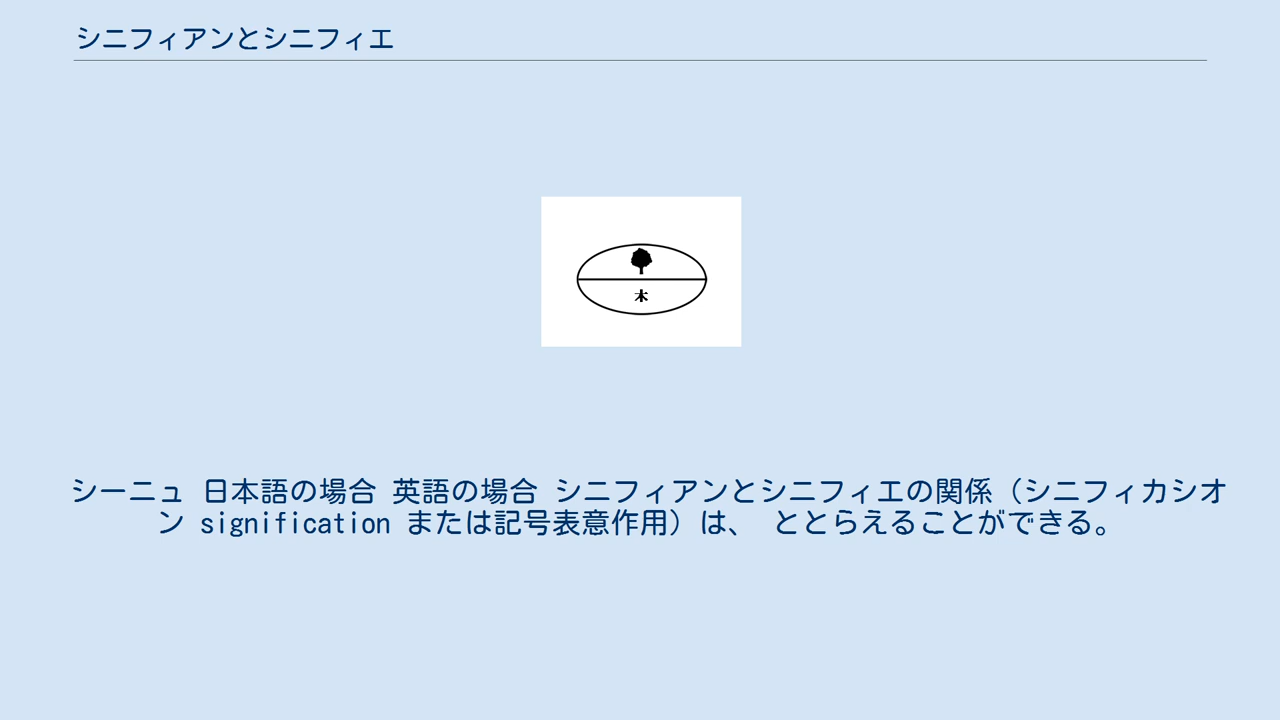 シニフィアンとシニフィエ
木
シーニュ 日本語の場合 英語の場合 シニフィアンとシニフィエの関係（シニフィカシオ
ン signification または記号表意作用）は、 ととらえることができる。